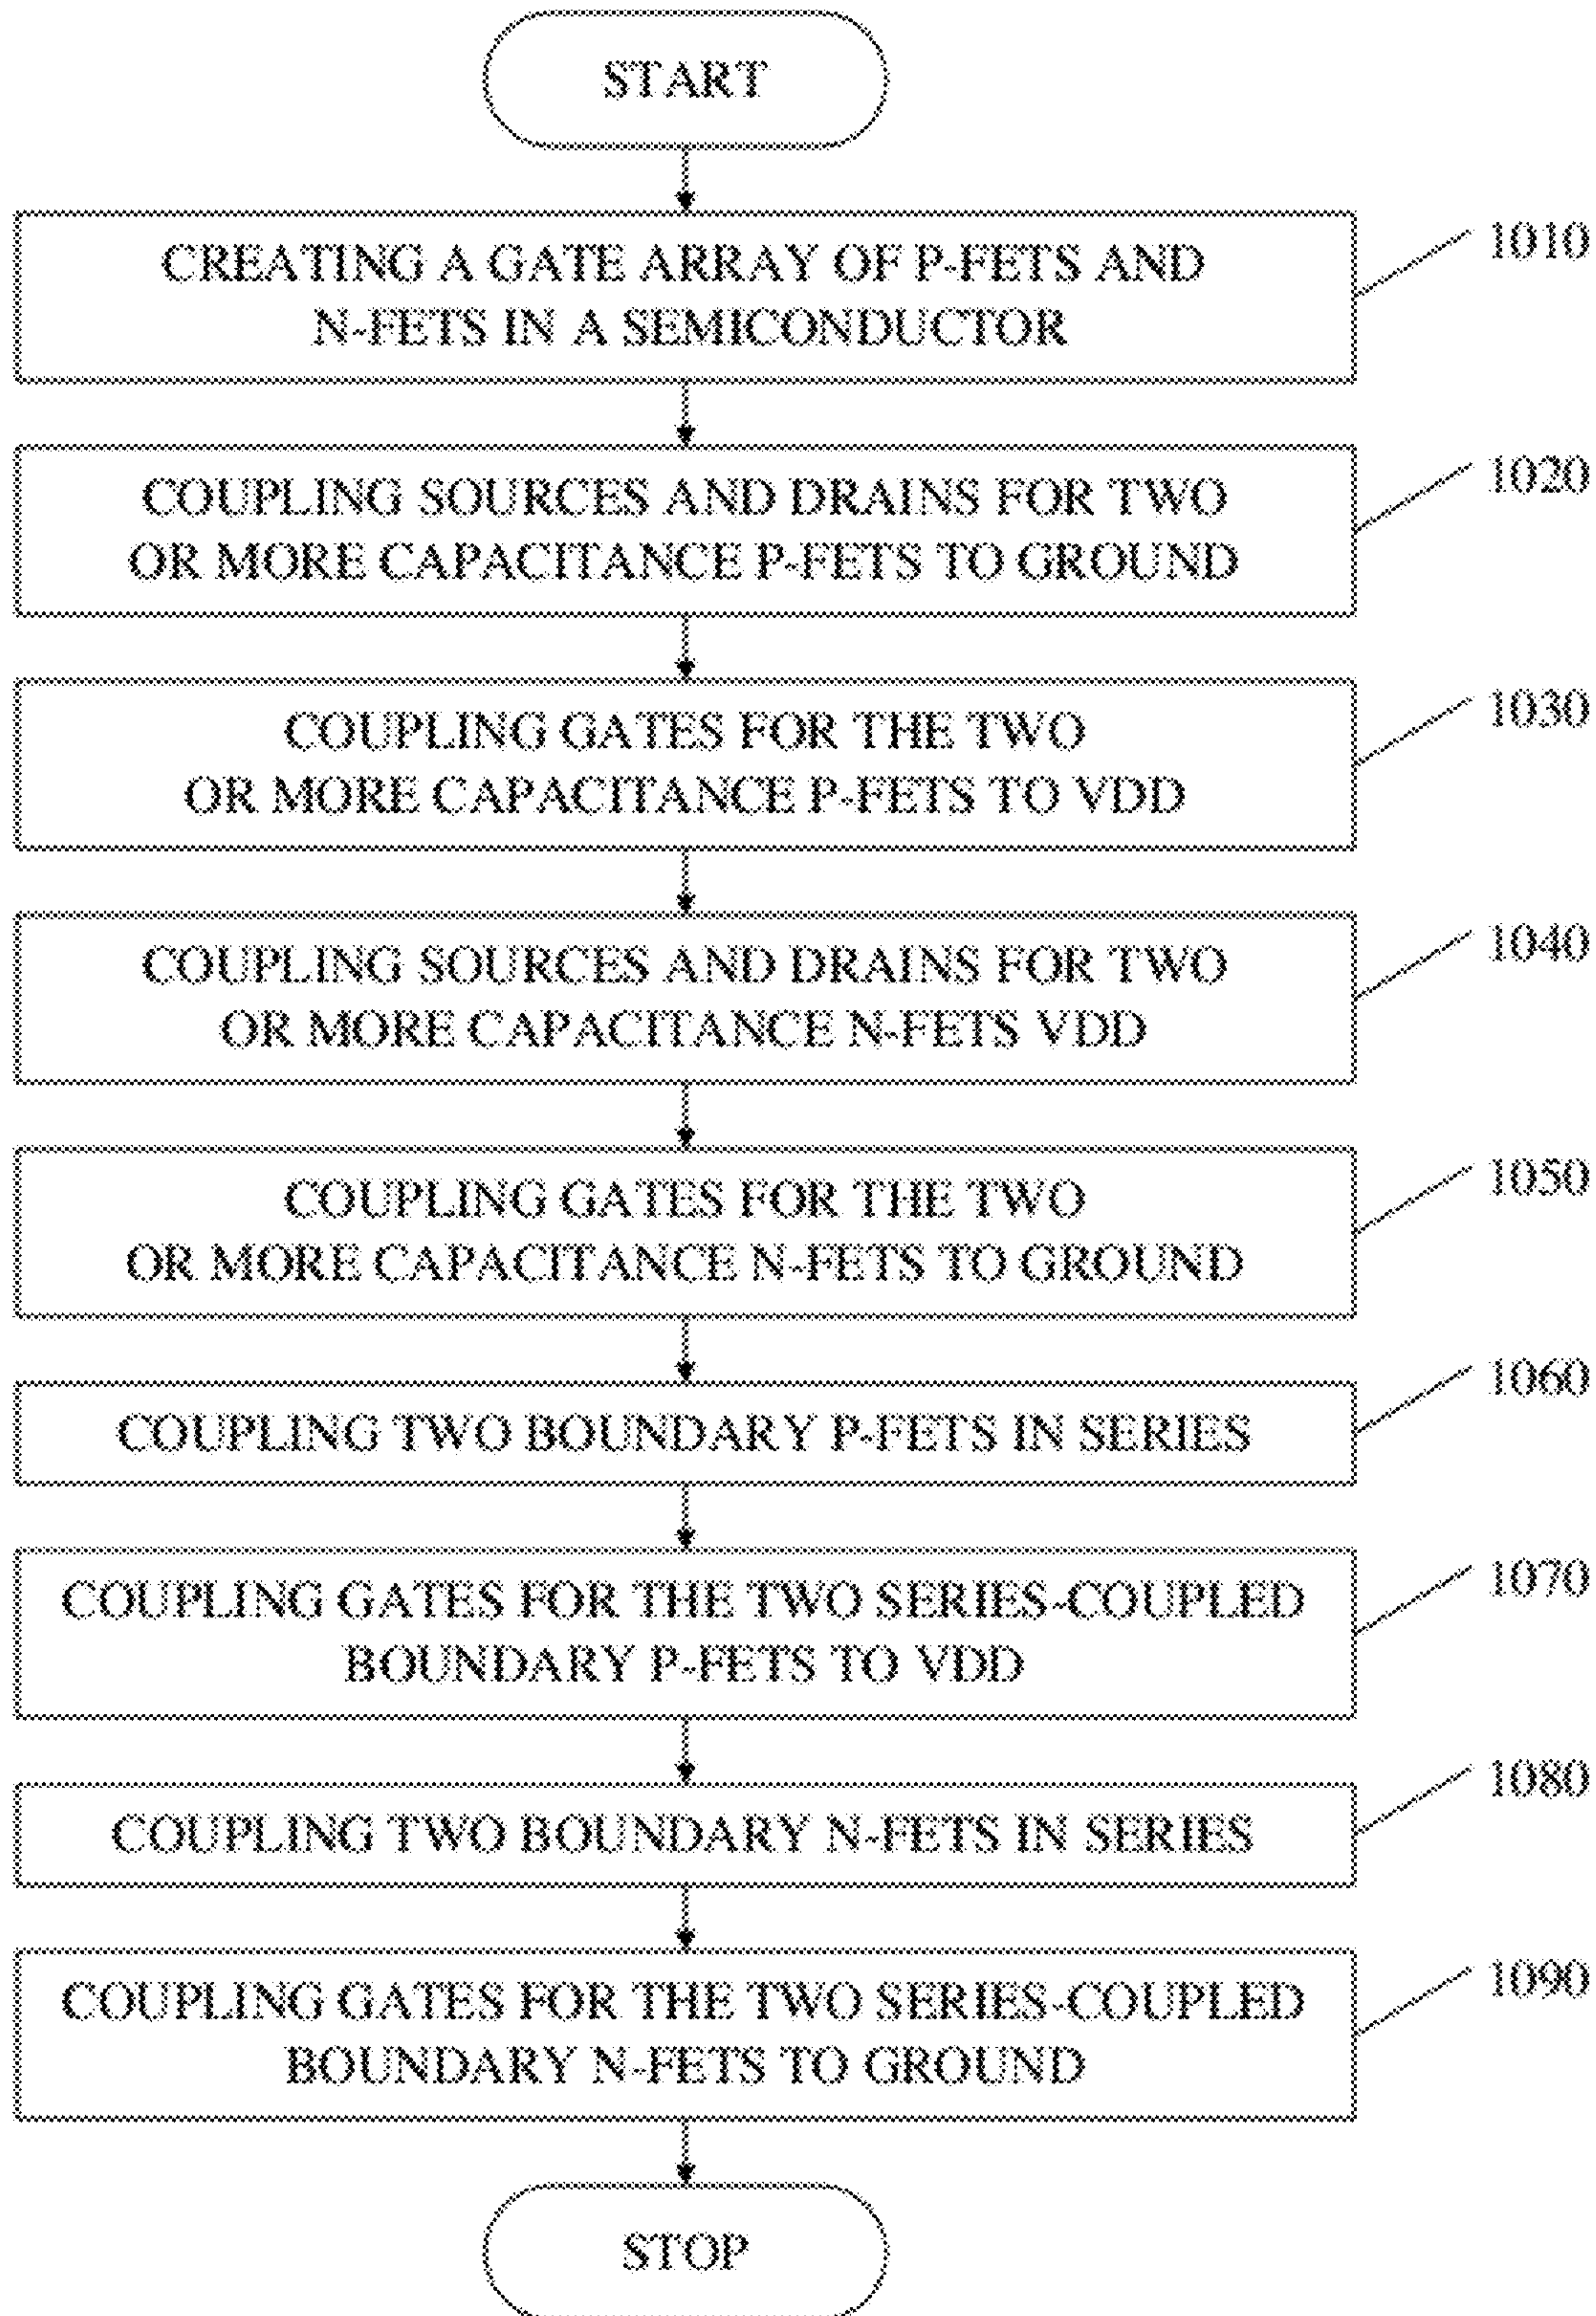 START
CREATING A GATE ARRAY OF P-FETS AND
N-FETS IN A SEMICONDUCTOR
1010
COUPLING SOURCES AND DRAINS FOR TWO
OR MORE CAPACITANCE P-FETS TO GROUND
1020
COUPLING GATES FOR THE TWO
OR MORE CAPACITANCE P-FETS TO VDD
1030
COUPLING SOURCES AND DRAINS FOR TWO
OR MORE CAPACITANCE N-FETS VDD
1040
COUPLING GATES FOR THE TWO
OR MORE CAPACITANCE N-FETS TO GROUND
1050
COUPLING TWO BOUNDARY P-FETS IN SERIES
1060
COUPLING GATES FOR THE TWO SERIES-COUPLED
BOUNDARY P-FETS TO VDD
1070
COUPLING TWO BOUNDARY N-FETS IN SERIES
1080
COUPLING GATES FOR THE TWO SERIES-COUPLED
BOUNDARY N-FETS TO GROUND
1090
STOP